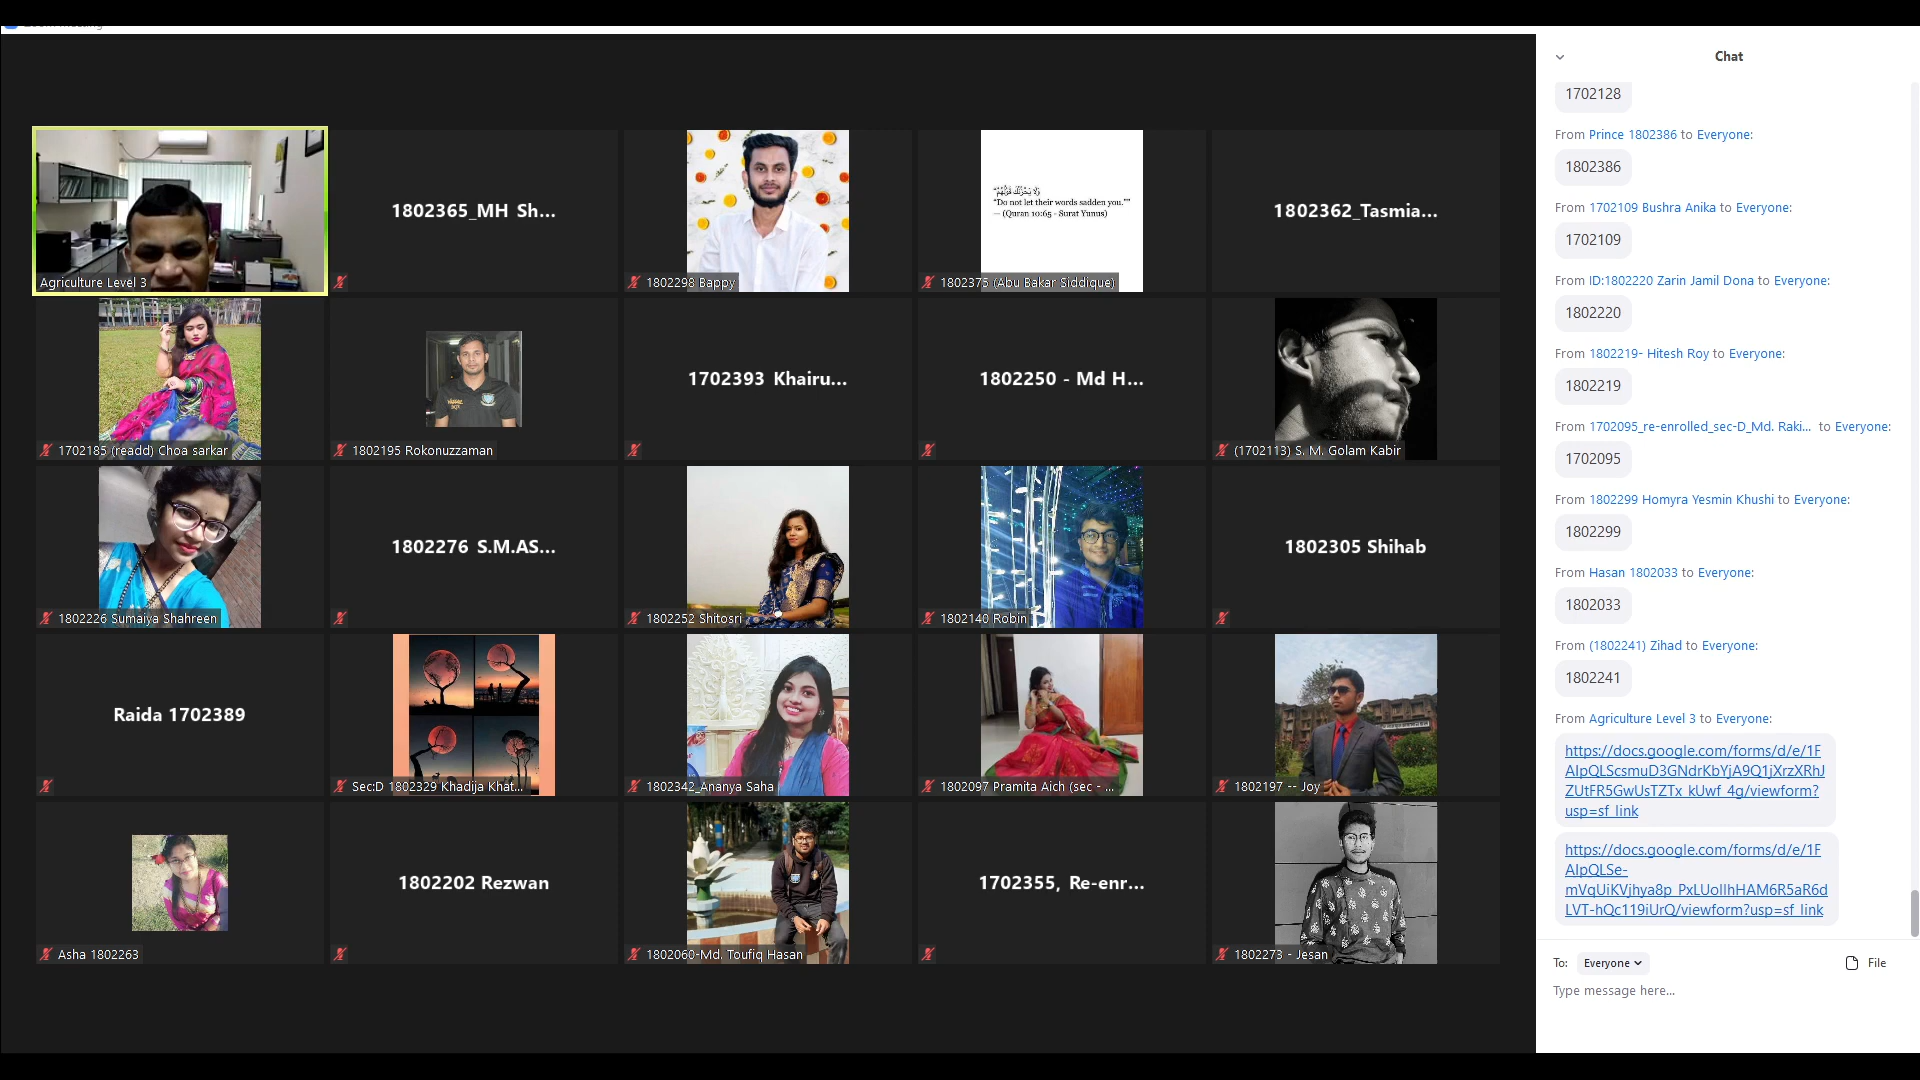 Agriculture Level 3
1802365_MH Sh...
1802298 Bappy
"Do not let their words sadden you.""
— (Quran 10:65 - Surat Yunus)
1802375 (Abu Bakar Siddique)
1802362_Tasmia...
1702185 (readd) Choa sarkar
1802195 Rokonuzzaman
1702393 Khairu...
1802250 - Md H...
(1702113) S. M. Golam Kabir
1802226 Sumaiya Shahreen
1802276 S.M.AS...
1802252 Shitosri
1802140 Robin
1802305 Shihab
Raida 1702389
Sec:D 1802329 Khadija Khat...
1802342_Ananya Saha
1802097 Pramita Aich (sec - ...
1802197 -- Joy
Asha 1802263
1802202 Rezwan
1802060-Md. Toufiq Hasan
1702355, Re-enr...
1802273 - Jesan
Chat
1702128
From Prince 1802386 to Everyone:
1802386
From 1702109 Bushra Anika to Everyone:
1702109
From ID:1802220 Zarin Jamil Dona to Everyone:
1802220
From 1802219- Hitesh Roy to Everyone:
1802219
From 1702095_re-enrolled_sec-D_Md. Raki... to Everyone:
1702095
From 1802299 Homyra Yesmin Khushi to Everyone:
1802299
From Hasan 1802033 to Everyone:
1802033
From (1802241) Zihad to Everyone:
1802241
From Agriculture Level 3 to Everyone:
https://docs.google.com/forms/d/e/1F
AIpQLScsmuD3GNdrKbYjA9Q1jXrzXRhJ
ZUtFR5GwUsTZTx_kUwf_4g/viewform?
usp=sf_link
https://docs.google.com/forms/d/e/1F
AIpQLSe-
mVqUiKVjhya8p_PxLUolIhHAM6R5aR6d
LVT-hQc119iUrQ/viewform?usp=sf_link
To: Everyone
File
Type message here...